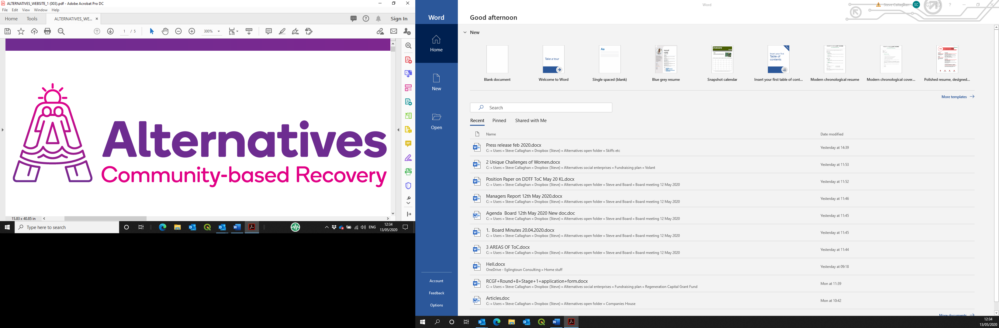 ALTERNATIVES_WEBSITE_1 (003).pdf - Adobe Acrobat Pro DC
File Edit View Window Help
Home Tools ALTERNATIVES_WE... × Sign In
1 / 5 300%
Alternatives
Community-based Recovery
15.83 x 40.85 in
Type here to search
ENG
12:34
13/05/2020
Word
Steve Callaghan SC
Word
Home
New
Open
Account
Feedback
Options
Good afternoon
New
Aa
Take a tour
January
Insert your first
Table of
contents
Blank document
Welcome to Word
Single spaced (blank)
Blue grey resume
Snapshot calendar
Insert your first table of cont...
Modern chronological resume
Modern chronological cover...
Polished resume, designed...
More templates
Search
Recent Pinned Shared with Me
Name Date modified
Press release feb 2020.docx
C: » Users » Steve Callaghan » Dropbox (Steve) » Alternatives open folder » Skiffs etc
Yesterday at 14:39
2 Unique Challenges of Women.docx
C: » Users » Steve Callaghan » Dropbox (Steve) » Alternatives social enterprises » Fundraising plan » Volant
Yesterday at 11:53
Position Paper on DDTF ToC May 20 KL.docx
C: » Users » Steve Callaghan » Dropbox (Steve) » Alternatives open folder » Steve and Board » Board meeting 12 May 2020
Yesterday at 11:52
Managers Report 12th May 2020.docx
C: » Users » Steve Callaghan » Dropbox (Steve) » Alternatives open folder » Steve and Board » Board meeting 12 May 2020
Yesterday at 11:46
Agenda  Board 12th May 2020 New doc.doc
C: » Users » Steve Callaghan » Dropbox (Steve) » Alternatives open folder » Steve and Board » Board meeting 12 May 2020
Yesterday at 11:45
1.  Board Minutes 20.04.2020.docx
C: » Users » Steve Callaghan » Dropbox (Steve) » Alternatives open folder » Steve and Board » Board meeting 12 May 2020
Yesterday at 11:45
3 AREAS OF ToC.docx
C: » Users » Steve Callaghan » Dropbox (Steve) » Alternatives open folder » Steve and Board » Board meeting 12 May 2020
Yesterday at 11:44
Hell.docx
OneDrive - Eglingtoun Consulting » Home stuff
Yesterday at 09:18
RCGF+Round+8+Stage+1+application+form.docx
C: » Users » Steve Callaghan » Dropbox (Steve) » Alternatives social enterprises » Fundraising plan » Regeneration Capital Grant Fund
Mon at 11:39
Articles.doc
C: » Users » Steve Callaghan » Dropbox (Steve) » Alternatives open folder » Companies House
Mon at 10:42
More documents
12:34
13/05/2020